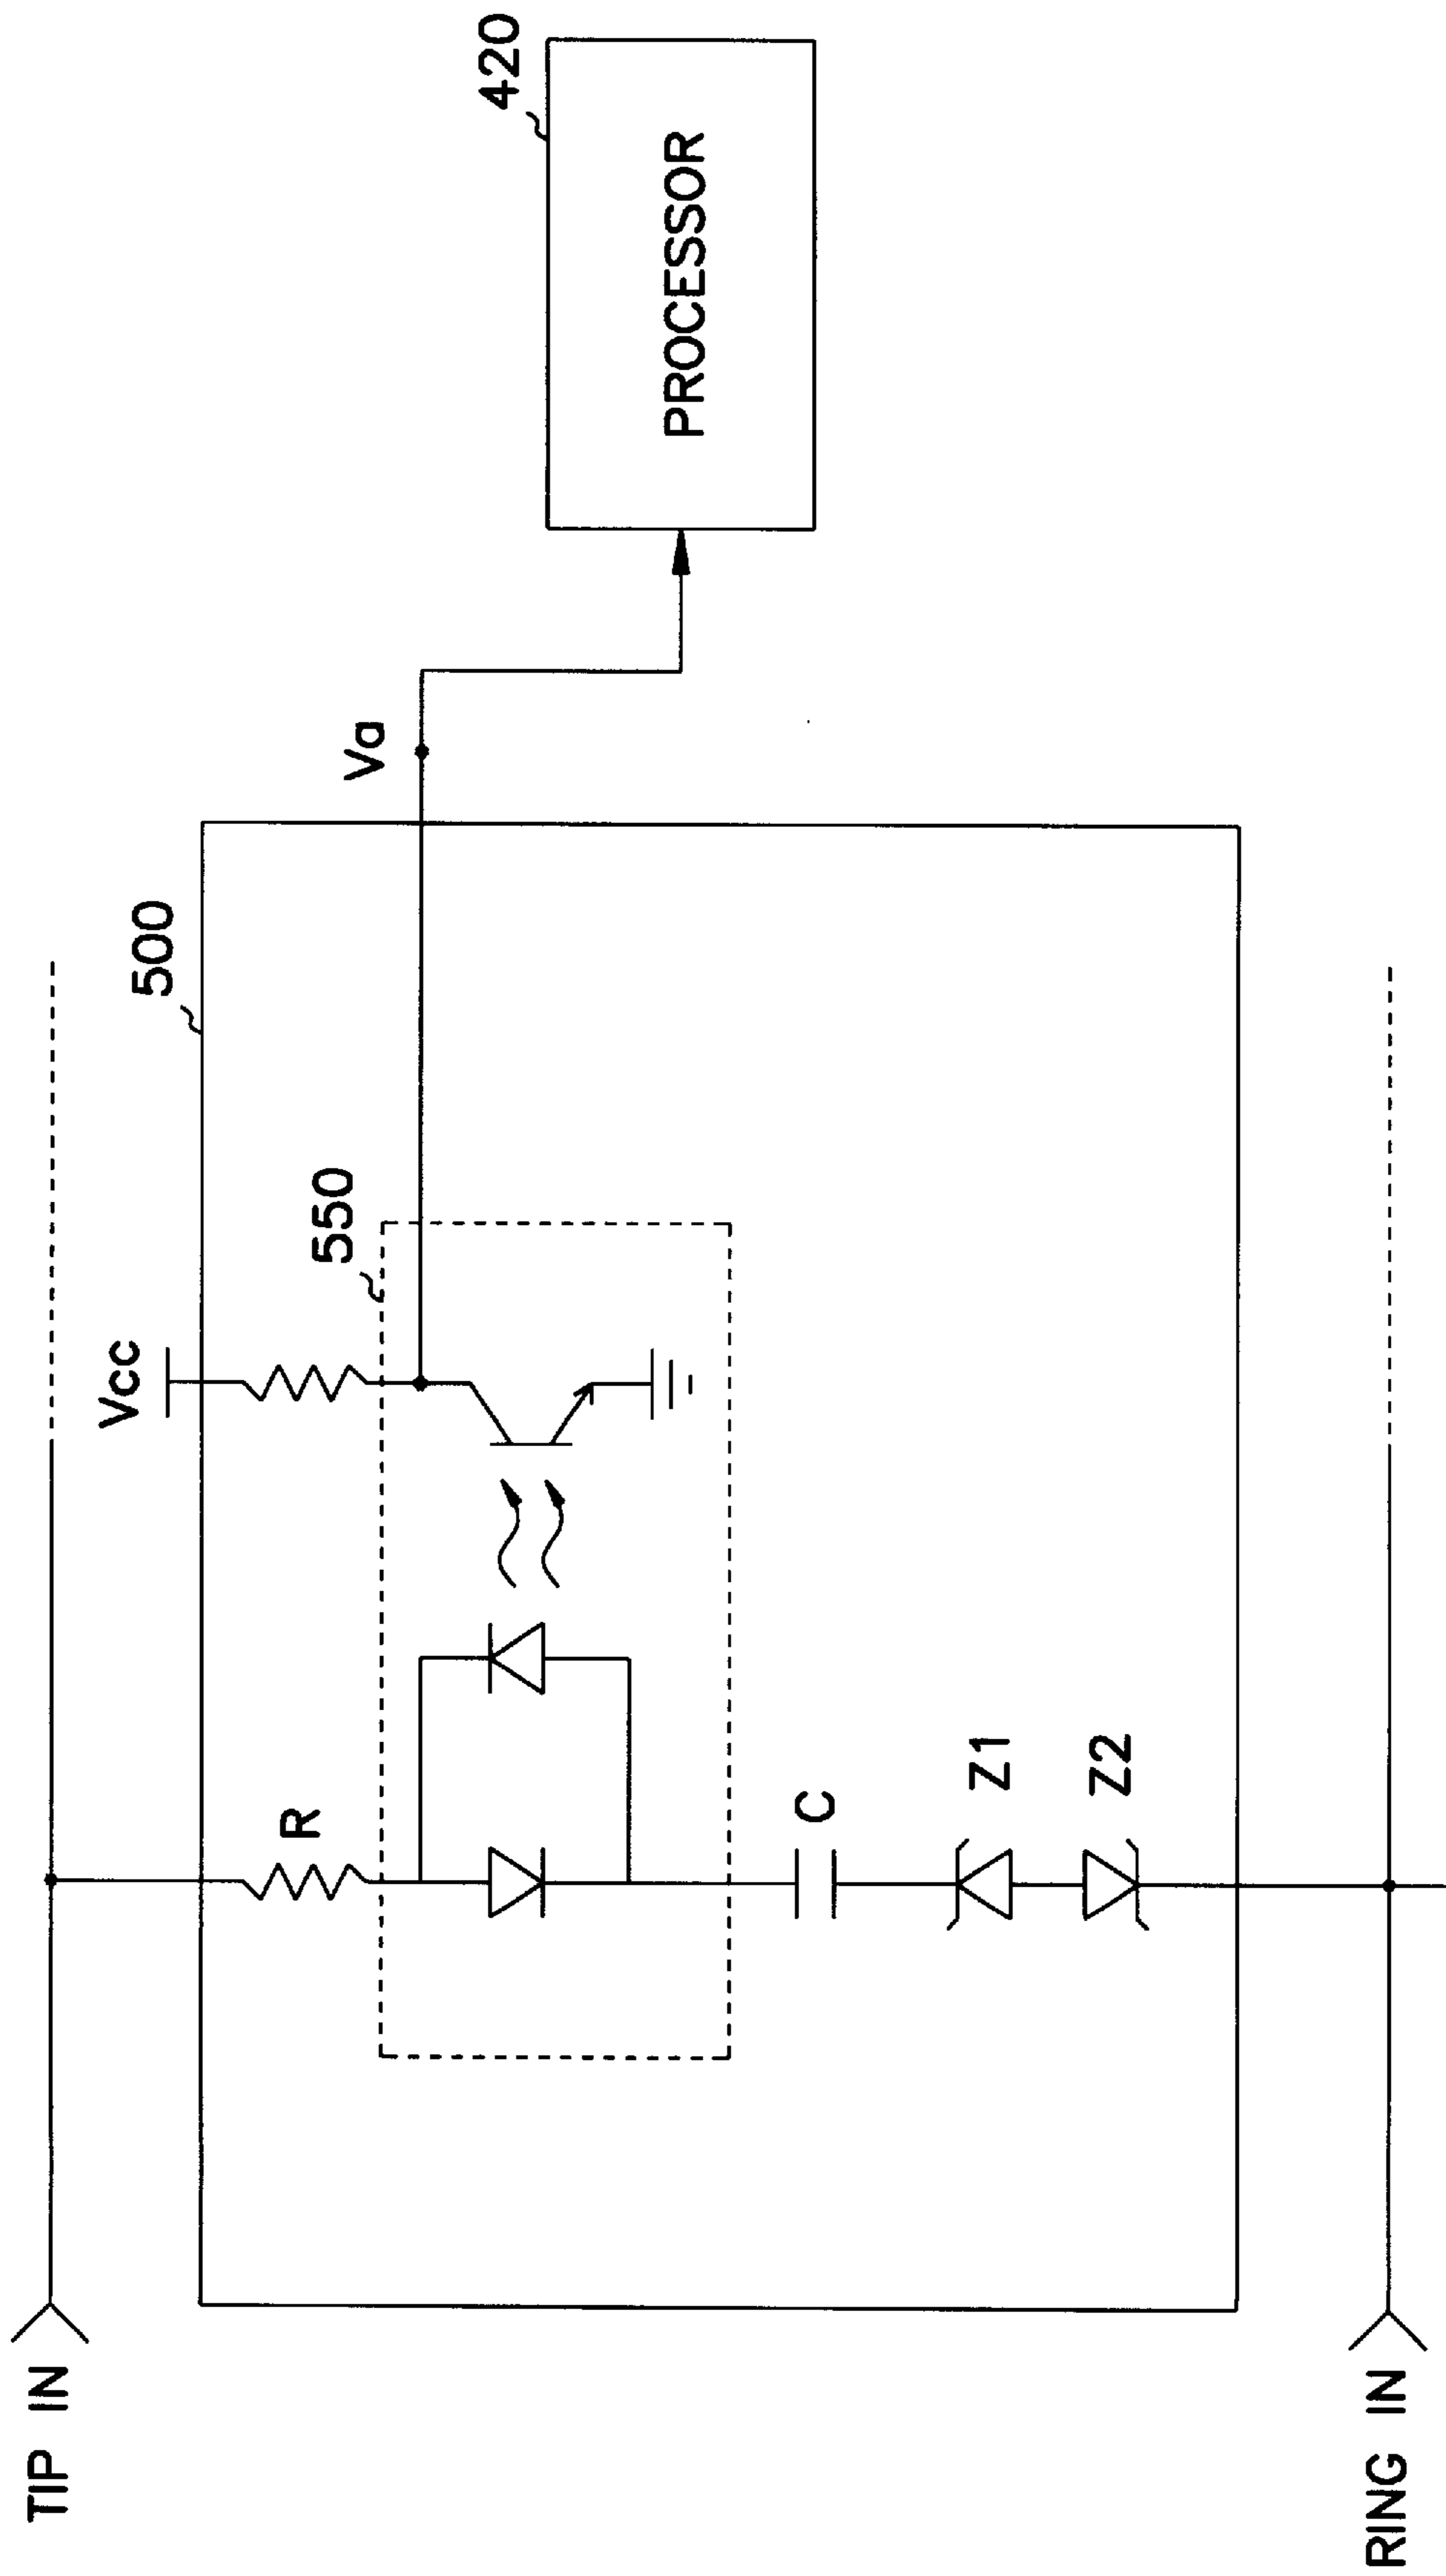 TIP IN
500
Vcc
R
550
Va
420
PROCESSOR
C
Z1
Z2
RING IN